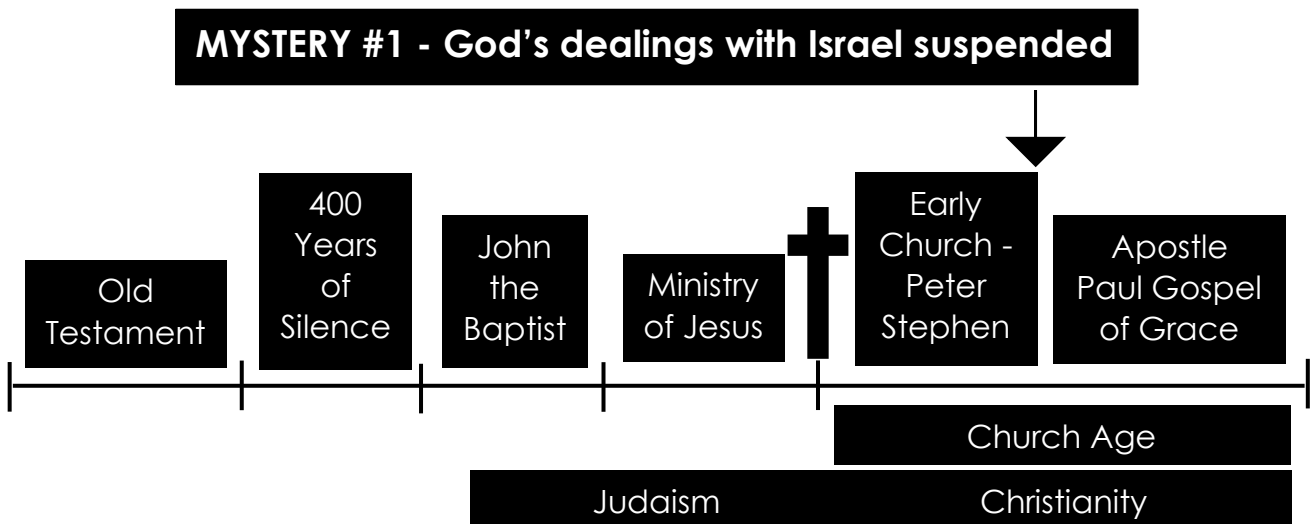 MYSTERY #1 - God’s dealings with Israel suspended
Old
Testament
400
Years
of
Silence
John
the
Baptist
Ministry
of Jesus
Early
Church -
Peter
Stephen
Apostle
Paul Gospel
of Grace
Church Age
Judaism
Christianity